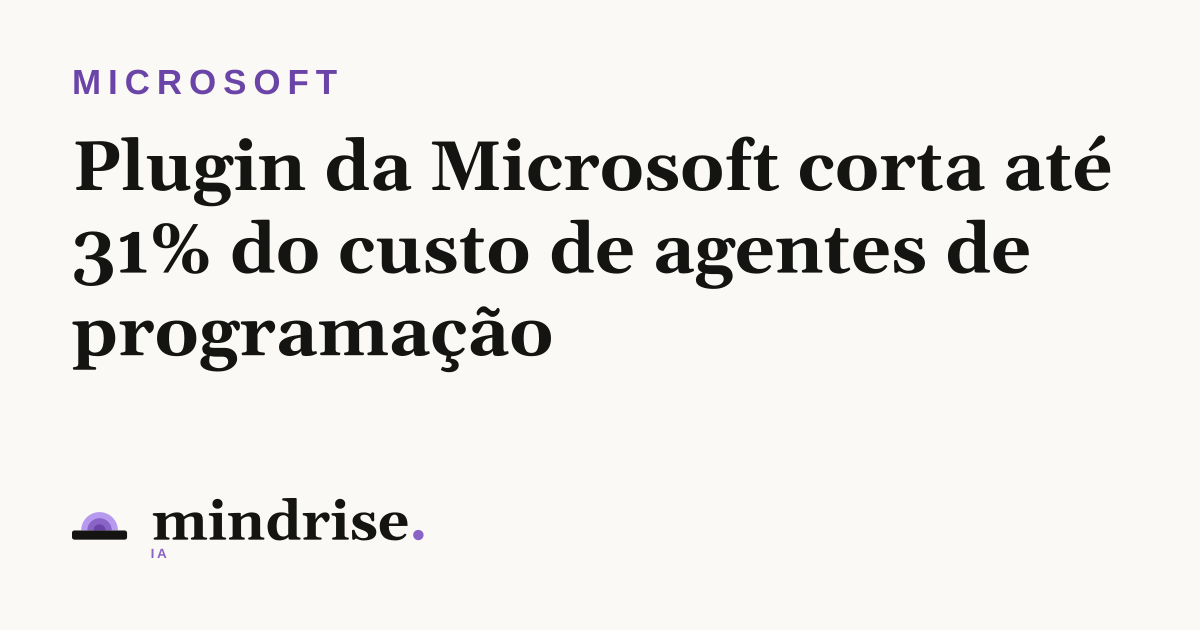 MICROSOFT
Plugin da Microsoft corta até
31% do custo de agentes de
programação
mindrise.
IA